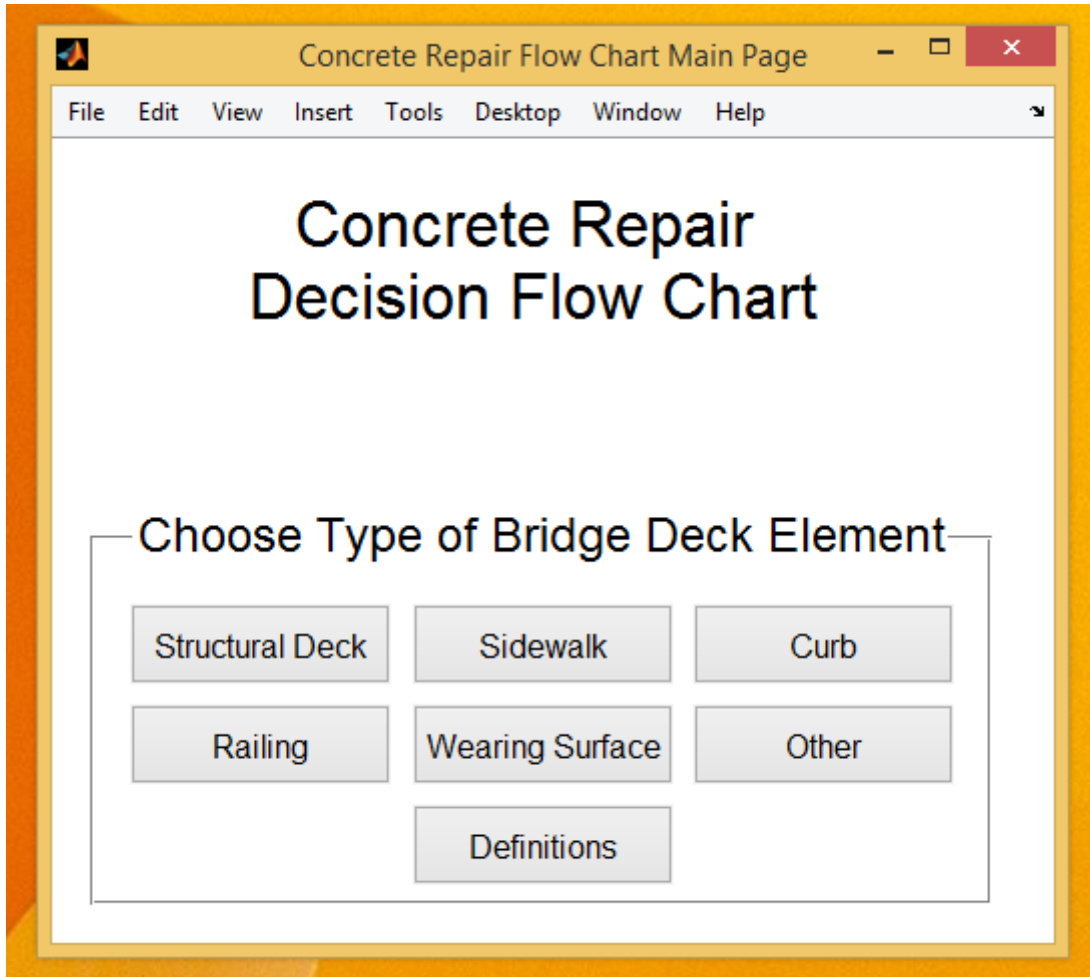 Concrete Repair Flow Chart Main Page
File Edit View Insert Tools Desktop Window Help
Concrete Repair
Decision Flow Chart
Choose Type of Bridge Deck Element
Structural Deck Sidewalk Curb
Railing Wearing Surface Other
Definitions